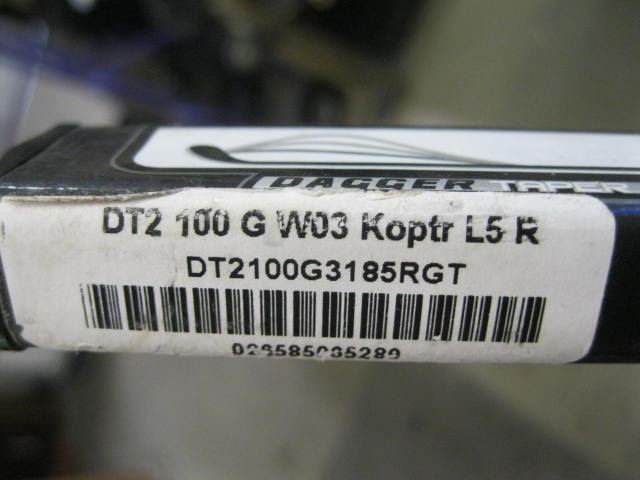 DAGGER TAPER
DT2 100 G W03 Koptr L5 R
DT2100G3185RGT